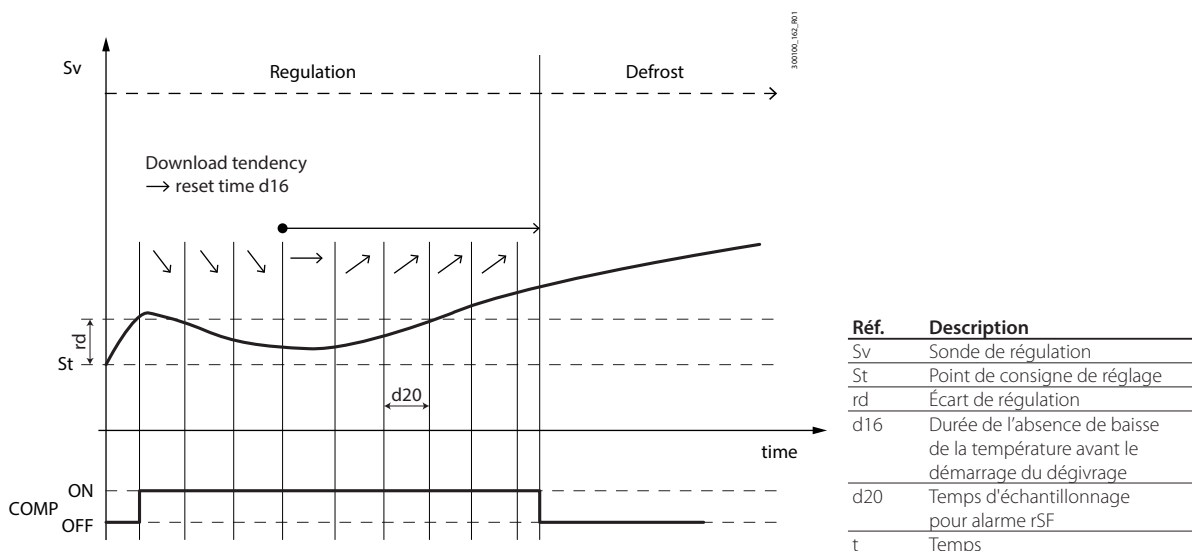 300100_162_R01
Sv
Regulation
Defrost
Download tendency
→ reset time d16
rd
St
d20
time
COMP
ON
OFF
Réf. Description
Sv Sonde de régulation
St Point de consigne de réglage
rd Écart de régulation
d16 Durée de l'absence de baisse
de la température avant le
démarrage du dégivrage
d20 Temps d'échantillonnage
pour alarme rSF
t Temps